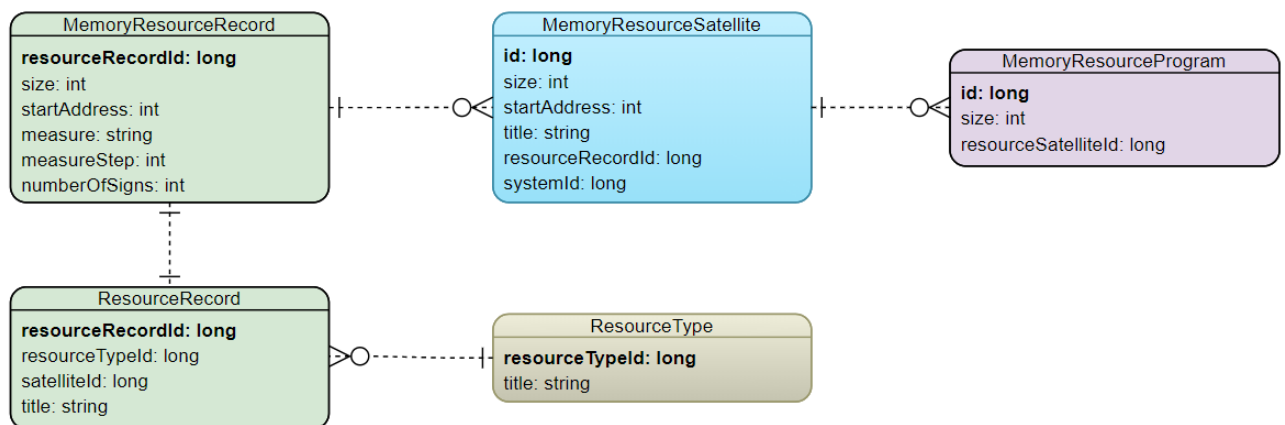 MemoryResourceRecord
resourceRecordId: long
size: int
startAddress: int
measure: string
measureStep: int
numberOfSigns: int
MemoryResourceSatellite
id: long
size: int
startAddress: int
title: string
resourceRecordId: long
systemId: long
MemoryResourceProgram
id: long
size: int
resourceSatelliteId: long
ResourceRecord
resourceRecordId: long
resourceTypeId: long
satelliteId: long
title: string
ResourceType
resourceTypeId: long
title: string